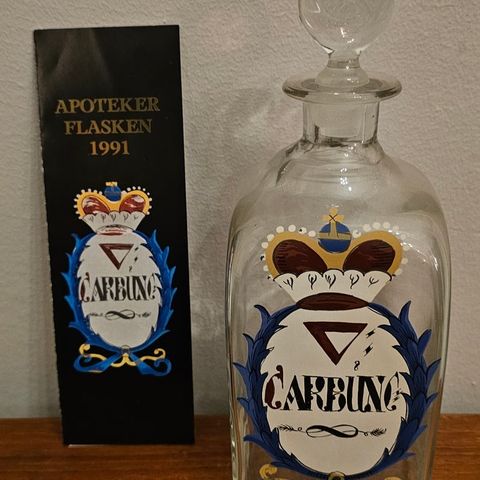 APOTEKER
FLASKEN
1991
CARBUNC
CARBUNC